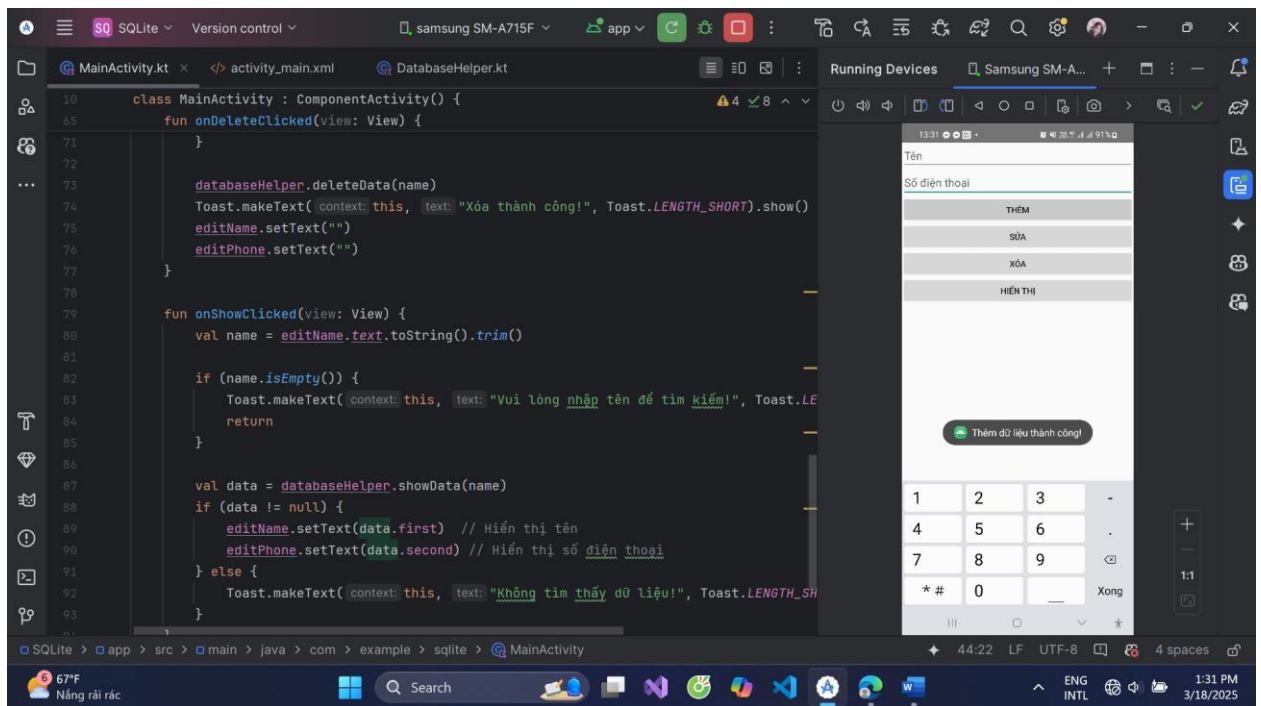 SQ SQLite Version control samsung SM-A715F app
MainActivity.kt activity_main.xml DatabaseHelper.kt Running Devices Samsung SM-A...
10 class MainActivity : ComponentActivity() { 4 8
65 fun onDeleteClicked(view: View) {
71 }
72
73 databaseHelper.deleteData(name)
74 Toast.makeText( context: this, text: "Xóa thành công!", Toast.LENGTH_SHORT).show()
75 editName.setText("")
76 editPhone.setText("")
77 }
78
79 fun onShowClicked(view: View) {
80 val name = editName.text.toString().trim()
81
82 if (name.isEmpty()) {
83 Toast.makeText( context: this, text: "Vui lòng nhập tên để tìm kiếm!", Toast.LE
84 return
85 }
86
87 val data = databaseHelper.showData(name)
88 if (data != null) {
89 editName.setText(data.first) // Hiển thị tên
90 editPhone.setText(data.second) // Hiển thị số điện thoại
91 } else {
92 Toast.makeText( context: this, text: "Không tìm thấy dữ liệu!", Toast.LENGTH_SH
93 }
13:31 91%
Tên
Số điện thoại
THÊM
SỬA
XÓA
HIỂN THỊ
Thêm dữ liệu thành công!
1 2 3 -
4 5 6 .
7 8 9
* # 0 Xong
1:1
SQLite > app > src > main > java > com > example > sqlite > MainActivity 44:22 LF UTF-8 4 spaces
6 67°F
Nắng rải rác
Search
ENG
INTL
1:31 PM
3/18/2025